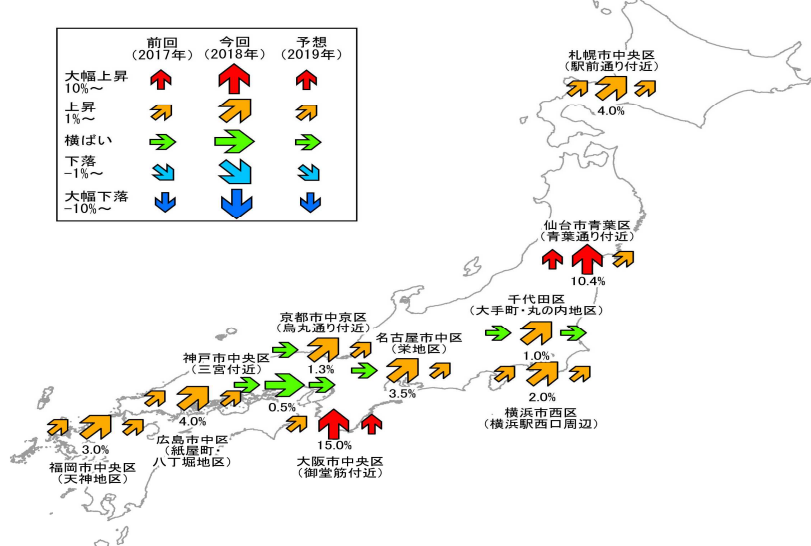 前回 今回 予想
(2017年) (2018年) (2019年)
大幅上昇
10%~
上昇
1%~
横ばい
下落
-1%~
大幅下落
-10%~
札幌市中央区
(駅前通り付近)
4.0%
仙台市青葉区
(青葉通り付近)
10.4%
千代田区
(大手町・丸の内地区)
1.0%
京都市中京区
(烏丸通り付近)
1.3%
名古屋市中区
(栄地区)
3.5%
神戸市中央区
(三宮付近)
0.5%
2.0%
横浜市西区
(横浜駅西口周辺)
4.0%
広島市中区
(紙屋町・
八丁堀地区)
3.0%
福岡市中央区
(天神地区)
15.0%
大阪市中央区
(御堂筋付近)